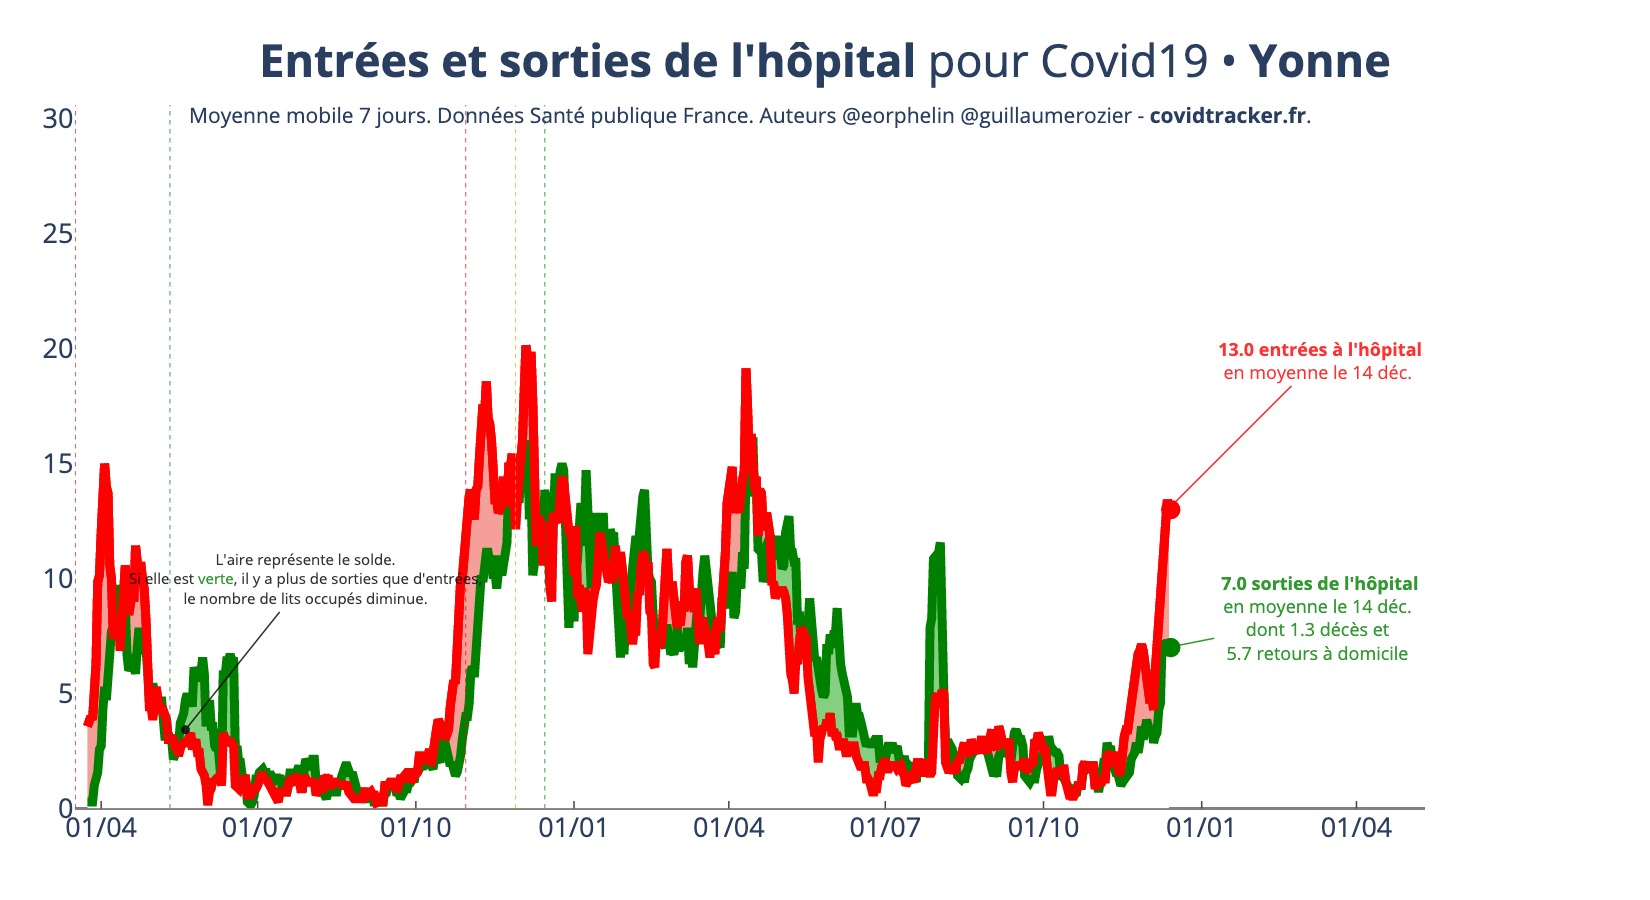 Entrées et sorties de l'hôpital pour Covid19 • Yonne
Moyenne mobile 7 jours. Données Santé publique France. Auteurs @eorphelin @guillaumerozier - covidtracker.fr.
30
25
20
15
10
5
0
13.0 entrées à l'hôpital
en moyenne le 14 déc.
L'aire représente le solde.
Si elle est verte, il y a plus de sorties que d'entrées,
le nombre de lits occupés diminue.
7.0 sorties de l'hôpital
en moyenne le 14 déc.
dont 1.3 décès et
5.7 retours à domicile
01/04 01/07 01/10 01/01 01/04 01/07 01/10 01/01 01/04